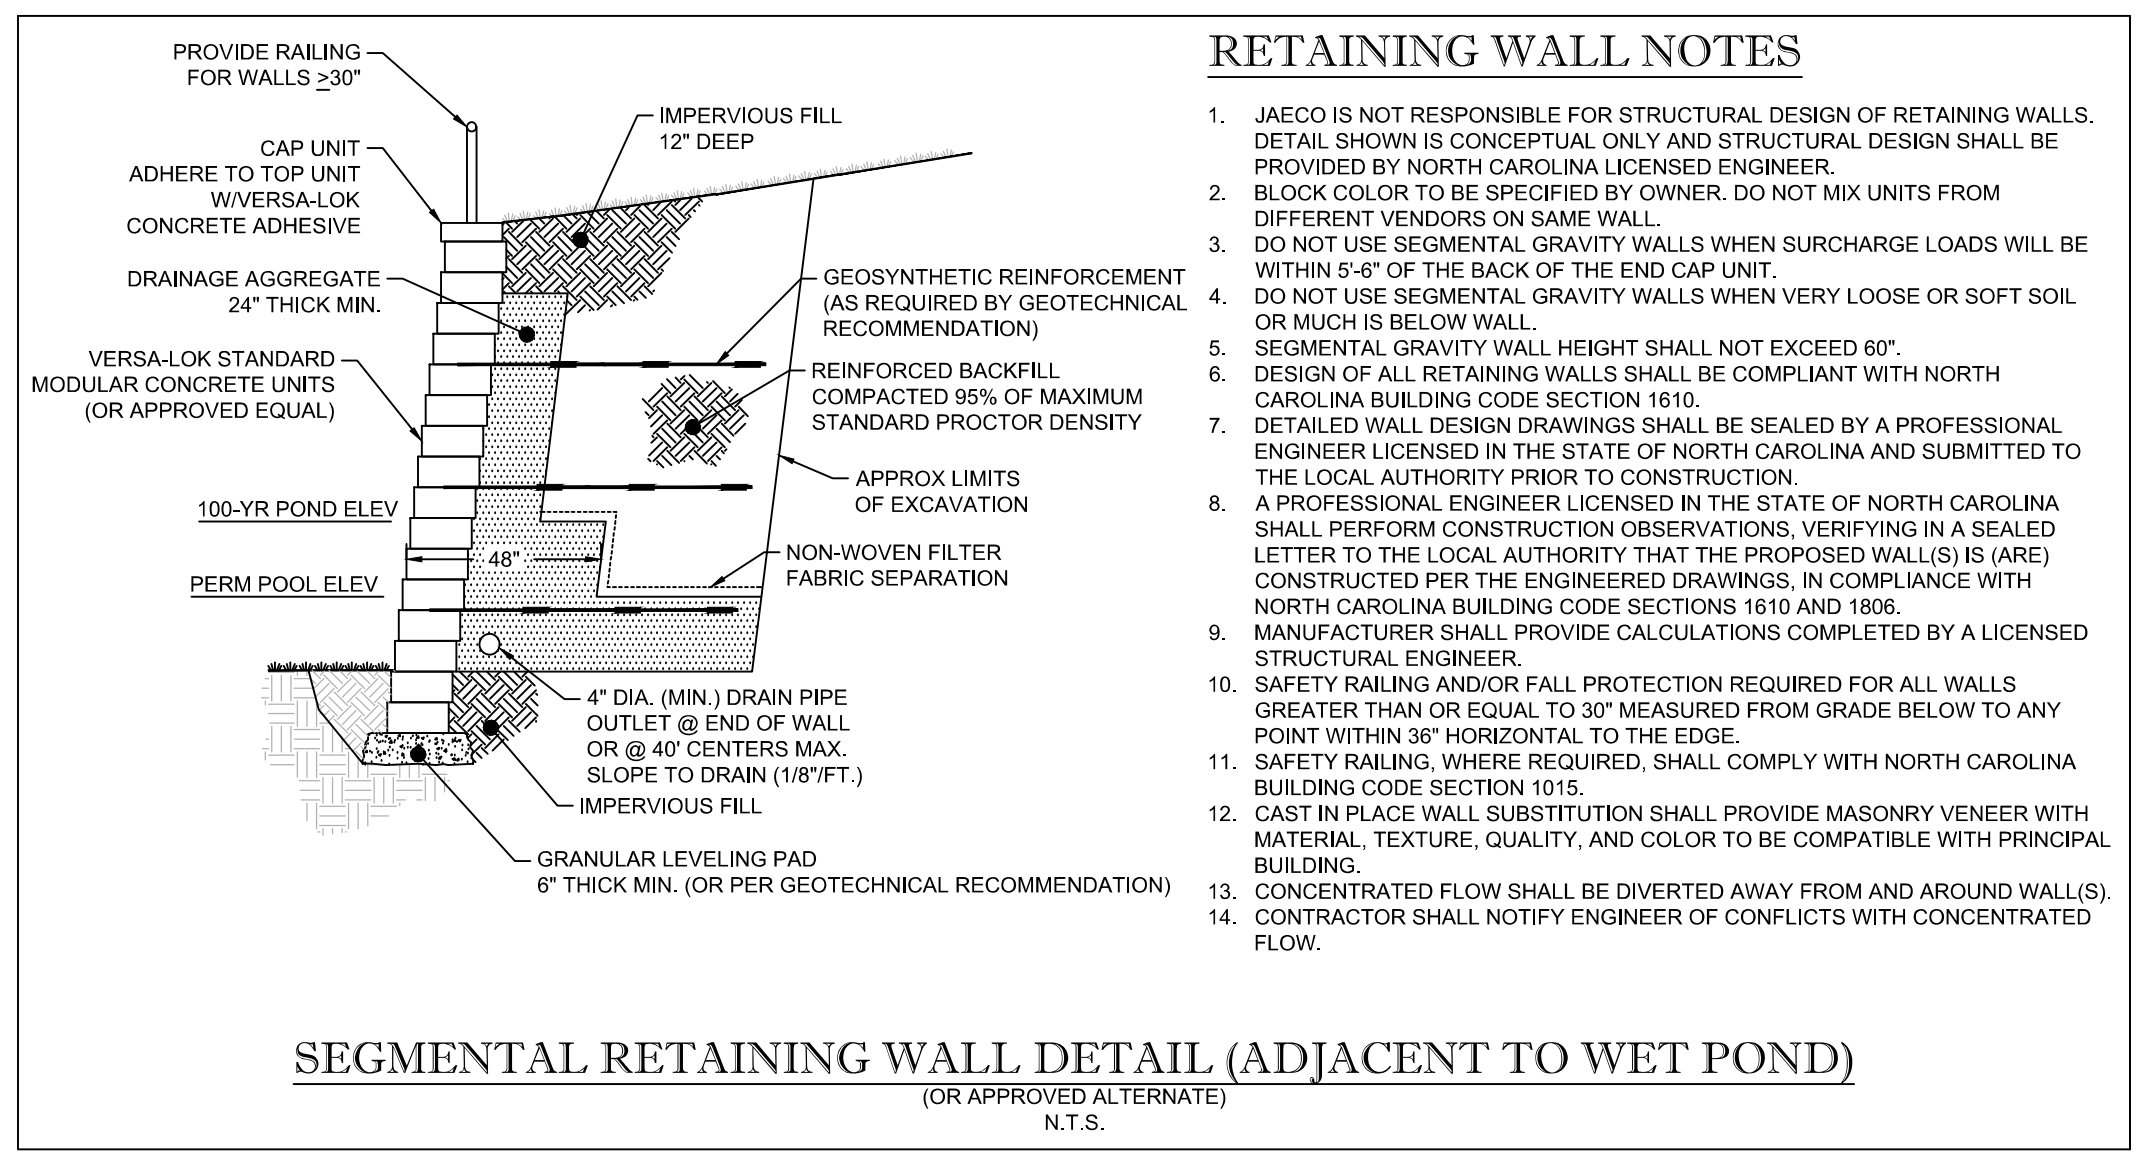 PROVIDE RAILING
FOR WALLS ≥30"
CAP UNIT
ADHERE TO TOP UNIT
W/VERSA-LOK
CONCRETE ADHESIVE
DRAINAGE AGGREGATE
24" THICK MIN.
VERSA-LOK STANDARD
MODULAR CONCRETE UNITS
(OR APPROVED EQUAL)
100-YR POND ELEV
PERM POOL ELEV
48"
IMPERVIOUS FILL
12" DEEP
GEOSYNTHETIC REINFORCEMENT
(AS REQUIRED BY GEOTECHNICAL
RECOMMENDATION)
REINFORCED BACKFILL
COMPACTED 95% OF MAXIMUM
STANDARD PROCTOR DENSITY
APPROX LIMITS
OF EXCAVATION
NON-WOVEN FILTER
FABRIC SEPARATION
4" DIA. (MIN.) DRAIN PIPE
OUTLET @ END OF WALL
OR @ 40' CENTERS MAX.
SLOPE TO DRAIN (1/8"/FT.)
IMPERVIOUS FILL
GRANULAR LEVELING PAD
6" THICK MIN. (OR PER GEOTECHNICAL RECOMMENDATION)
RETAINING WALL NOTES
1. JAECO IS NOT RESPONSIBLE FOR STRUCTURAL DESIGN OF RETAINING WALLS.
DETAIL SHOWN IS CONCEPTUAL ONLY AND STRUCTURAL DESIGN SHALL BE
PROVIDED BY NORTH CAROLINA LICENSED ENGINEER.
2. BLOCK COLOR TO BE SPECIFIED BY OWNER. DO NOT MIX UNITS FROM
DIFFERENT VENDORS ON SAME WALL.
3. DO NOT USE SEGMENTAL GRAVITY WALLS WHEN SURCHARGE LOADS WILL BE
WITHIN 5'-6" OF THE BACK OF THE END CAP UNIT.
4. DO NOT USE SEGMENTAL GRAVITY WALLS WHEN VERY LOOSE OR SOFT SOIL
OR MUCH IS BELOW WALL.
5. SEGMENTAL GRAVITY WALL HEIGHT SHALL NOT EXCEED 60".
6. DESIGN OF ALL RETAINING WALLS SHALL BE COMPLIANT WITH NORTH
CAROLINA BUILDING CODE SECTION 1610.
7. DETAILED WALL DESIGN DRAWINGS SHALL BE SEALED BY A PROFESSIONAL
ENGINEER LICENSED IN THE STATE OF NORTH CAROLINA AND SUBMITTED TO
THE LOCAL AUTHORITY PRIOR TO CONSTRUCTION.
8. A PROFESSIONAL ENGINEER LICENSED IN THE STATE OF NORTH CAROLINA
SHALL PERFORM CONSTRUCTION OBSERVATIONS, VERIFYING IN A SEALED
LETTER TO THE LOCAL AUTHORITY THAT THE PROPOSED WALL(S) IS (ARE)
CONSTRUCTED PER THE ENGINEERED DRAWINGS, IN COMPLIANCE WITH
NORTH CAROLINA BUILDING CODE SECTIONS 1610 AND 1806.
9. MANUFACTURER SHALL PROVIDE CALCULATIONS COMPLETED BY A LICENSED
STRUCTURAL ENGINEER.
10. SAFETY RAILING AND/OR FALL PROTECTION REQUIRED FOR ALL WALLS
GREATER THAN OR EQUAL TO 30" MEASURED FROM GRADE BELOW TO ANY
POINT WITHIN 36" HORIZONTAL TO THE EDGE.
11. SAFETY RAILING, WHERE REQUIRED, SHALL COMPLY WITH NORTH CAROLINA
BUILDING CODE SECTION 1015.
12. CAST IN PLACE WALL SUBSTITUTION SHALL PROVIDE MASONRY VENEER WITH
MATERIAL, TEXTURE, QUALITY, AND COLOR TO BE COMPATIBLE WITH PRINCIPAL
BUILDING.
13. CONCENTRATED FLOW SHALL BE DIVERTED AWAY FROM AND AROUND WALL(S).
14. CONTRACTOR SHALL NOTIFY ENGINEER OF CONFLICTS WITH CONCENTRATED
FLOW.
SEGMENTAL RETAINING WALL DETAIL (ADJACENT TO WET POND)
(OR APPROVED ALTERNATE)
N.T.S.